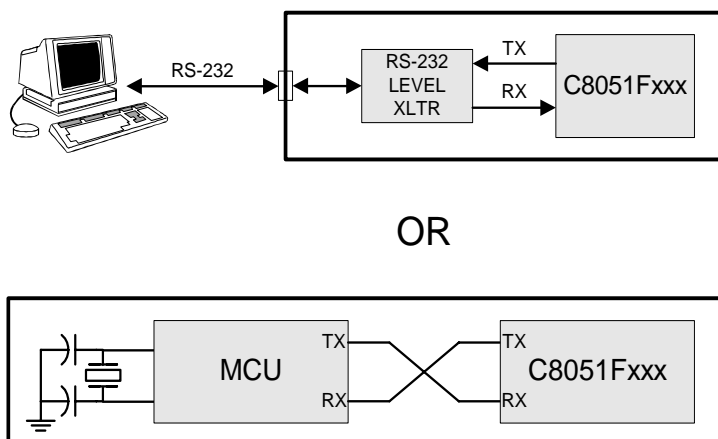 RS-232
RS-232
LEVEL
XLTR
TX
RX
C8051Fxxx
OR
MCU
TX
RX
TX
RX
C8051Fxxx